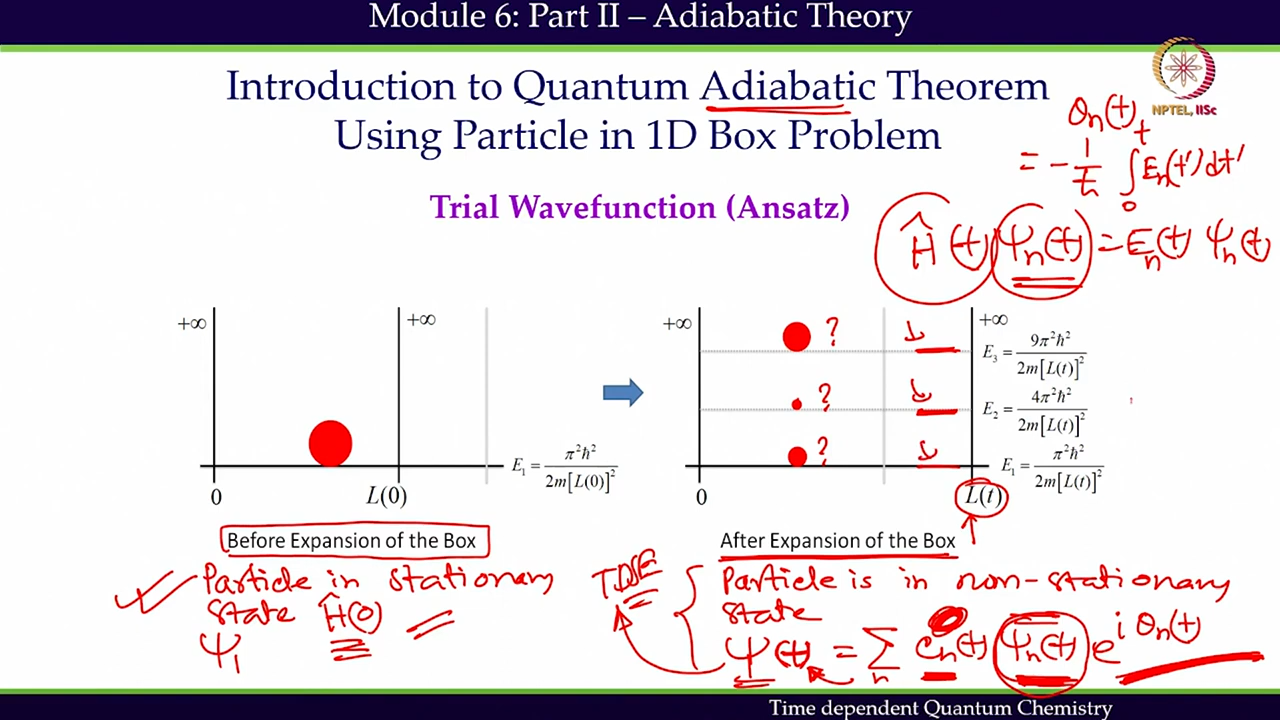 Module 6: Part II – Adiabatic Theory
Introduction to Quantum Adiabatic Theorem
Using Particle in 1D Box Problem
NPTEL, IISc
θn(t)
= - 1/ħ ∫₀ᵗ En(t')dt'
Trial Wavefunction (Ansatz)
Ĥ(t) ψn(t) = En(t) ψn(t)
+∞
+∞
0
L(0)
E₁ = π²ħ² / 2m[L(0)]²
+∞
+∞
?
E₃ = 9π²ħ² / 2m[L(t)]²
?
E₂ = 4π²ħ² / 2m[L(t)]²
?
E₁ = π²ħ² / 2m[L(t)]²
0
L(t)
Before Expansion of the Box
Particle in stationary
state Ĥ(0)
ψ₁
After Expansion of the Box
TDSE
Particle is in non-stationary
state
Ψ(t) = Σn cn(t) ψn(t) e^iθn(t)
Time dependent Quantum Chemistry